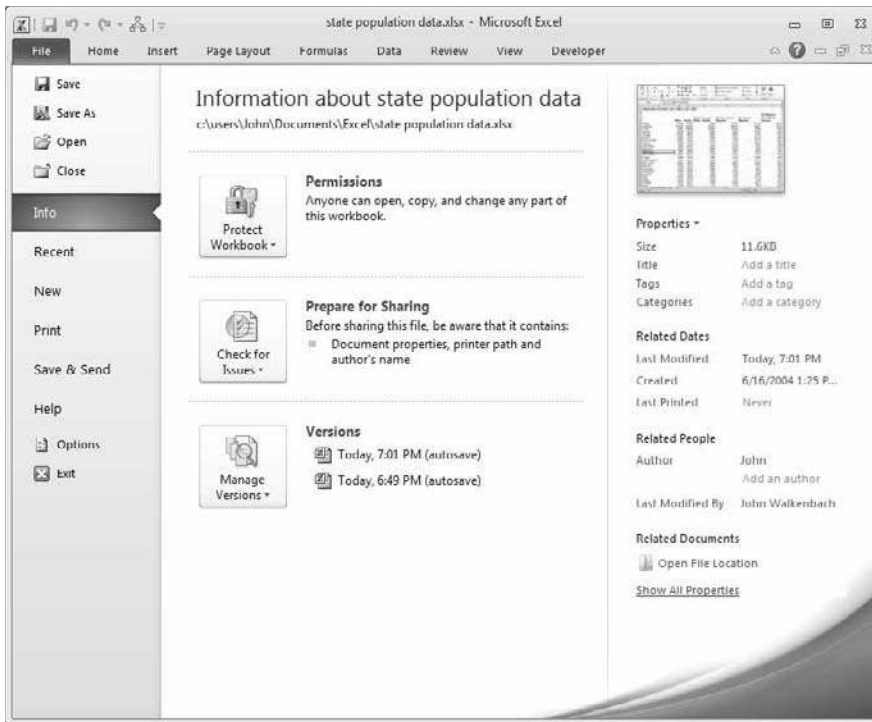 state population data.xlsx - Microsoft Excel
File Home Insert Page Layout Formulas Data Review View Developer
Save
Save As
Open
Close
Info
Recent
New
Print
Save & Send
Help
Options
Exit
Information about state population data
c:\users\John\Documents\Excel\state population data.xlsx
Protect
Workbook
Permissions
Anyone can open, copy, and change any part of
this workbook.
Check for
Issues
Prepare for Sharing
Before sharing this file, be aware that it contains:
Document properties, printer path and
author's name
Manage
Versions
Versions
Today, 7:01 PM (autosave)
Today, 6:49 PM (autosave)
Properties
Size 11.6KB
Title Add a title
Tags Add a tag
Categories Add a category
Related Dates
Last Modified Today, 7:01 PM
Created 6/16/2004 1:25 P...
Last Printed Never
Related People
Author John
Add an author
Last Modified By John Walkenbach
Related Documents
Open File Location
Show All Properties